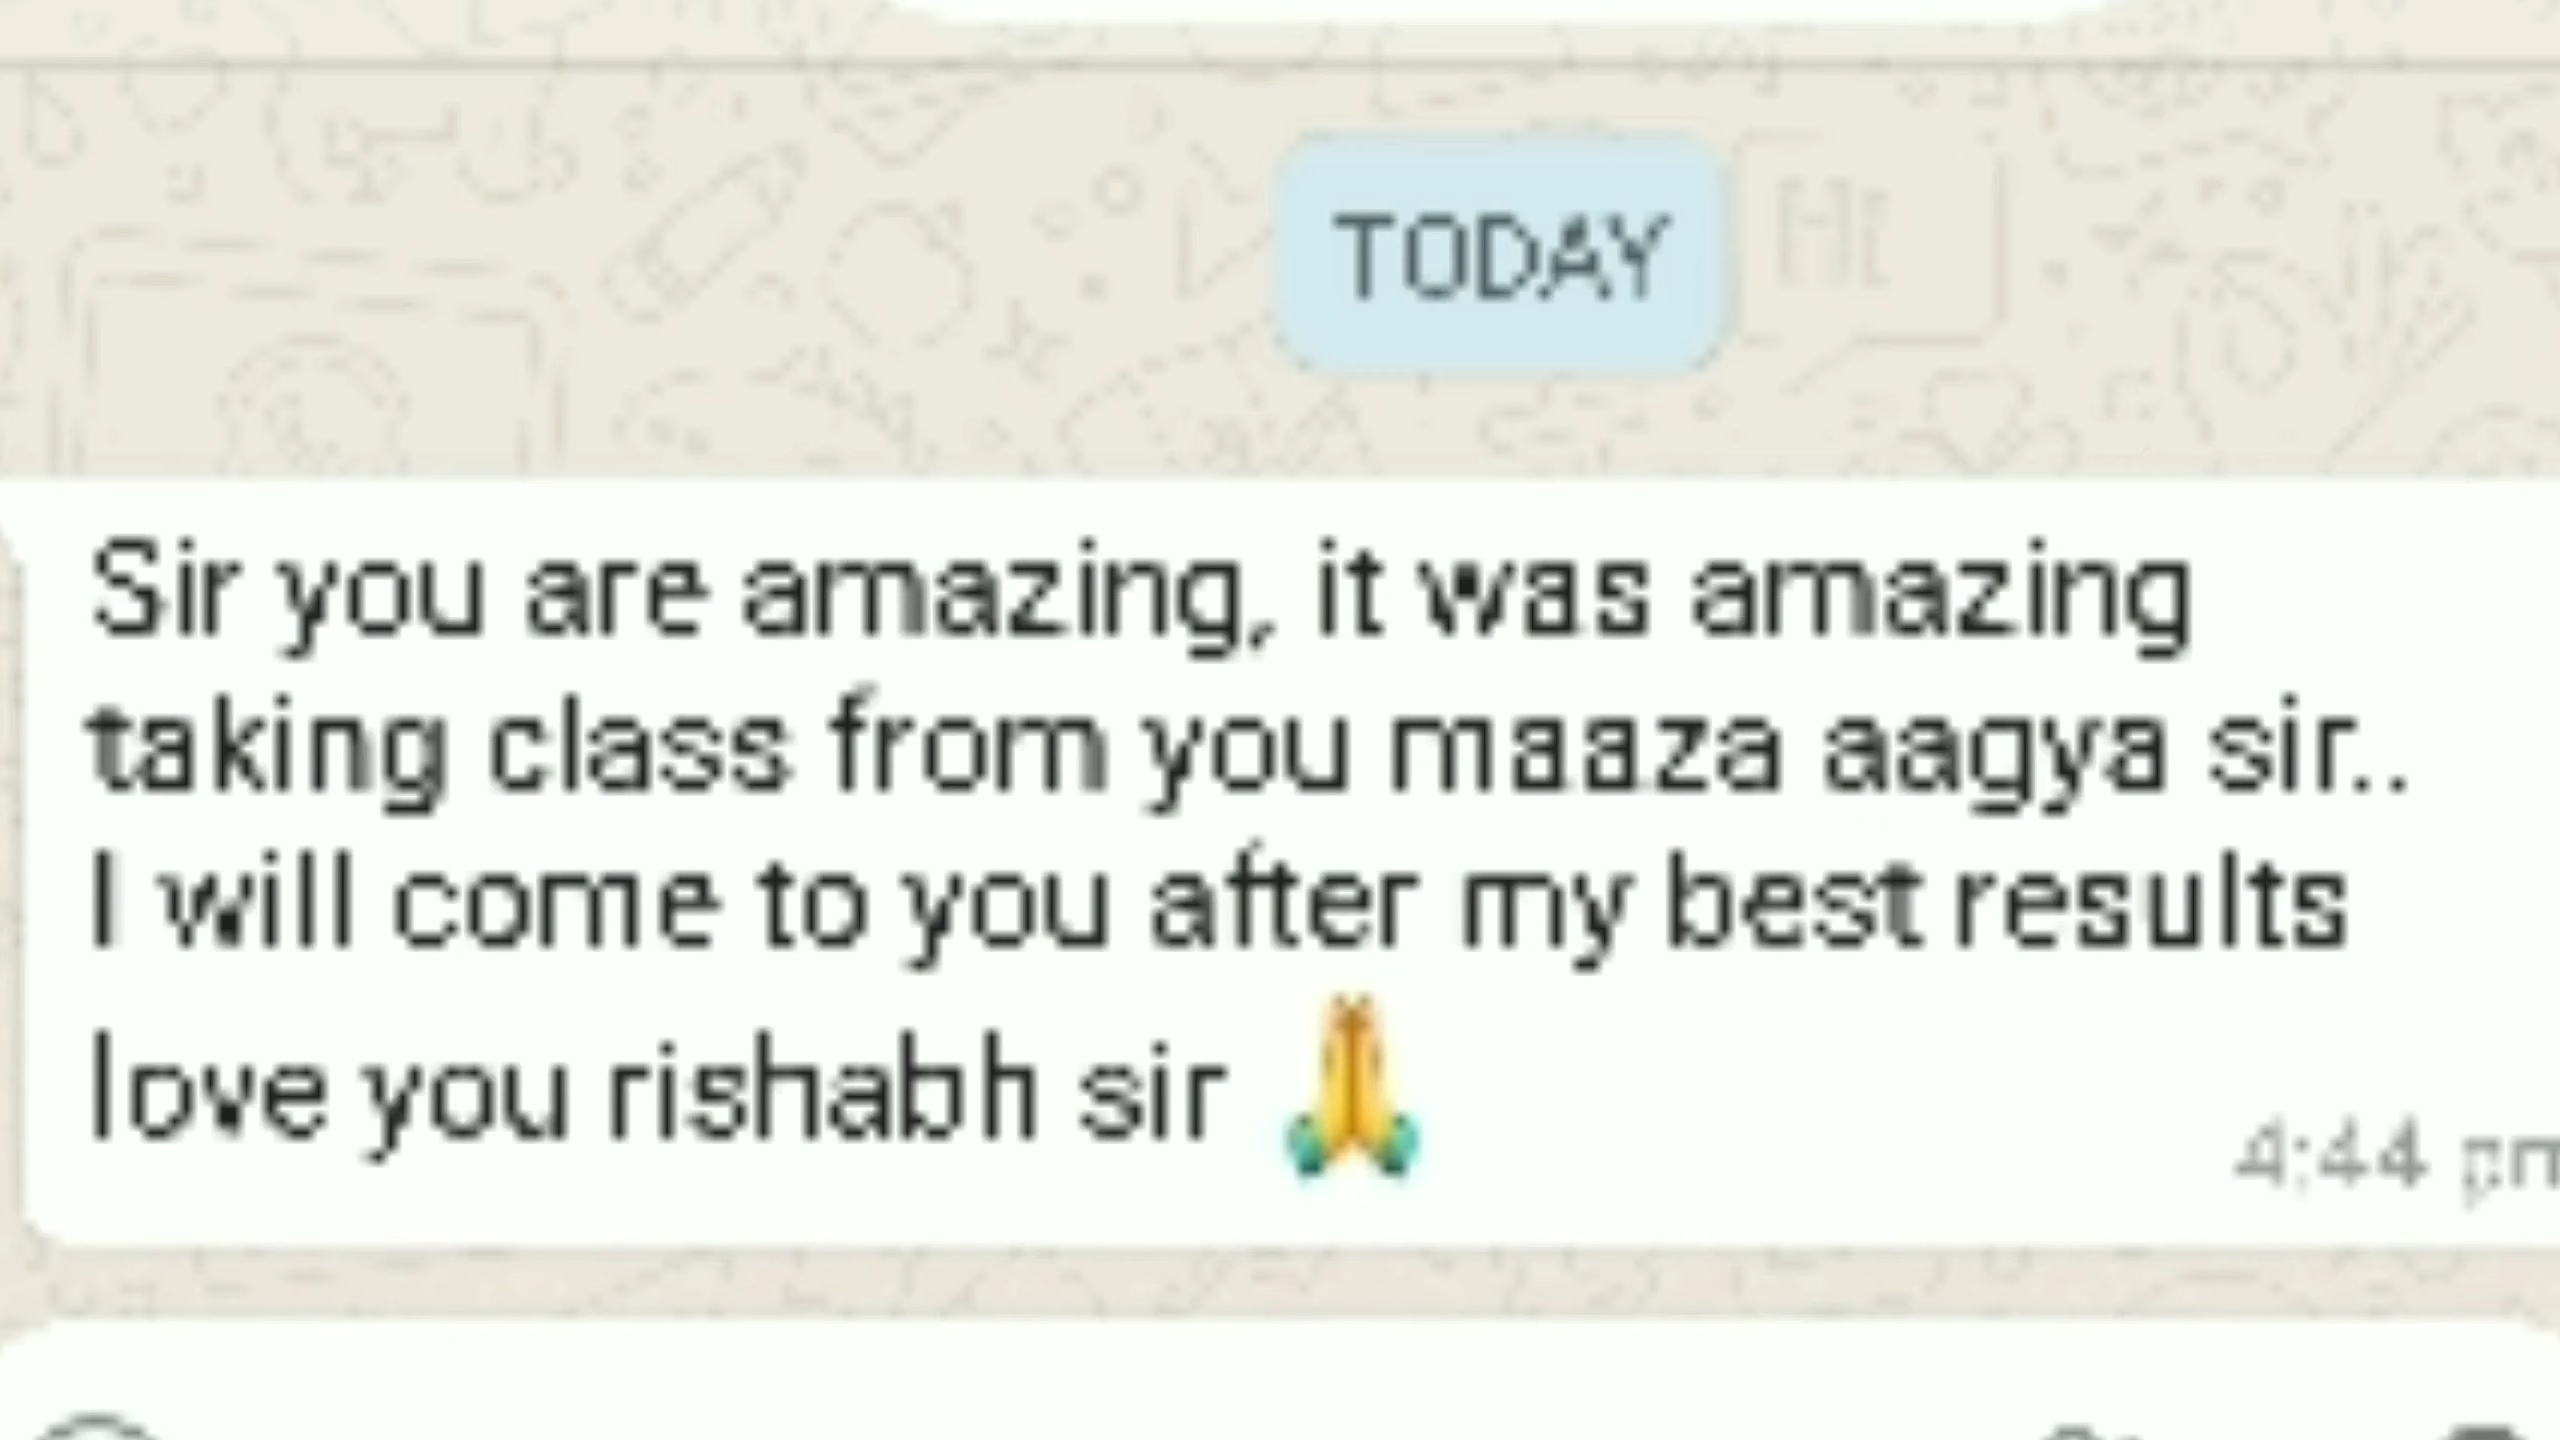 TODAY
Sir you are amazing, it was amazing
taking class from you maaza aagya sir..
I will come to you after my best results
love you rishabh sir 🙏
4:44 pm